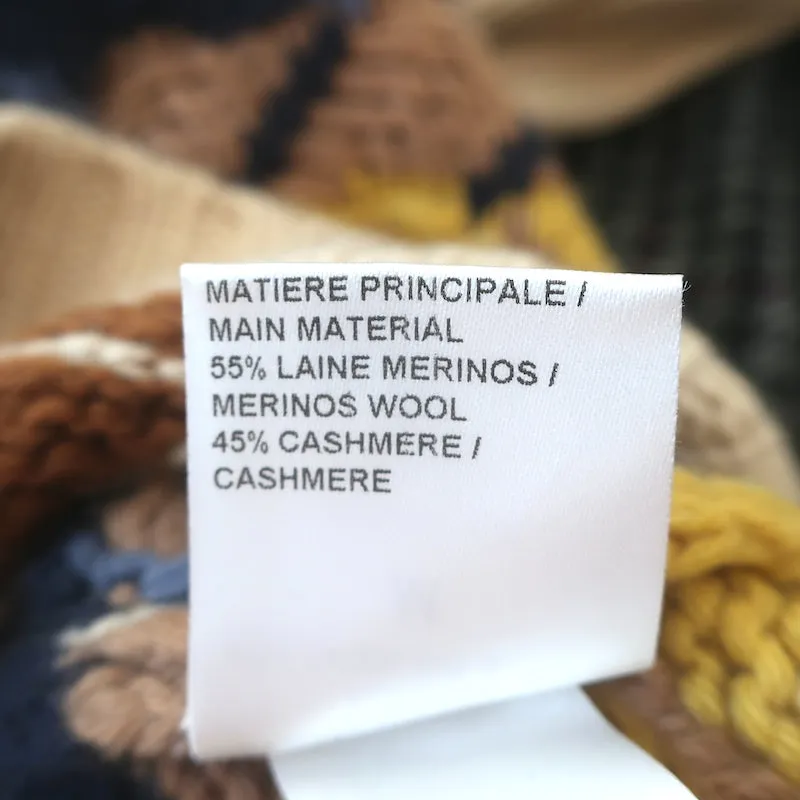 MATIERE PRINCIPALE /
MAIN MATERIAL
55% LAINE MERINOS /
MERINOS WOOL
45% CASHMERE /
CASHMERE